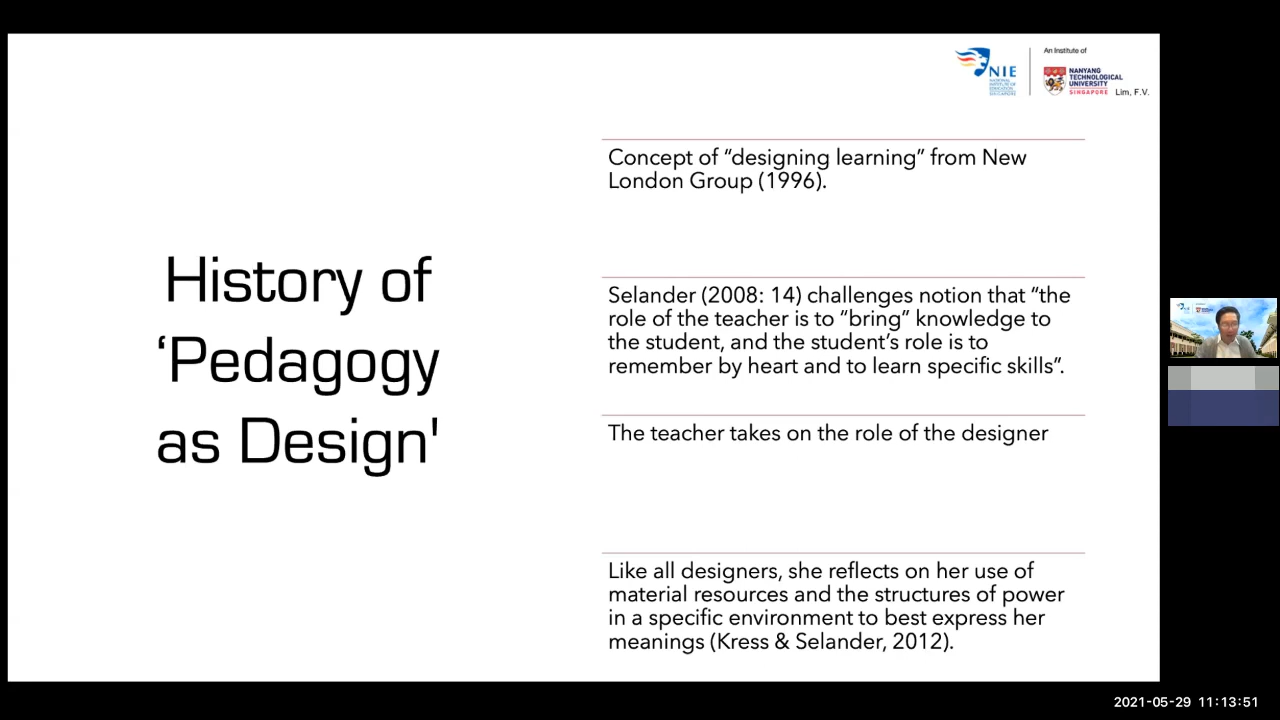 NIE
NATIONAL
INSTITUTE OF
EDUCATION
SINGAPORE
An Institute of
NANYANG
TECHNOLOGICAL
UNIVERSITY
SINGAPORE
Lim, F.V.
History of
‘Pedagogy
as Design'
Concept of “designing learning” from New
London Group (1996).
Selander (2008: 14) challenges notion that “the
role of the teacher is to “bring” knowledge to
the student, and the student’s role is to
remember by heart and to learn specific skills”.
The teacher takes on the role of the designer
Like all designers, she reflects on her use of
material resources and the structures of power
in a specific environment to best express her
meanings (Kress & Selander, 2012).
2021-05-29 11:13:51